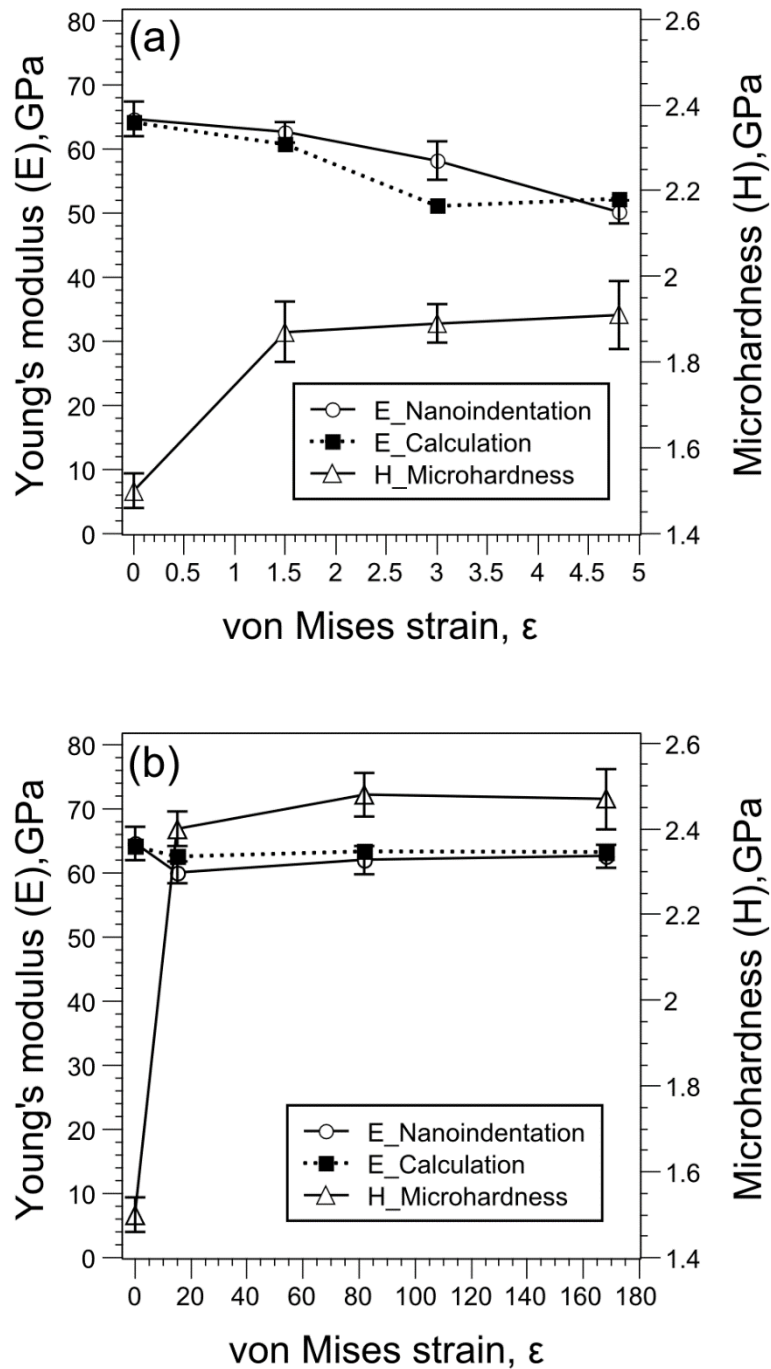 (a)
Young's modulus (E),GPa
80
70
60
50
40
30
20
10
0
2.6
2.4
2.2
2
1.8
1.6
1.4
Microhardness (H),GPa
E_Nanoindentation
E_Calculation
H_Microhardness
0 0.5 1 1.5 2 2.5 3 3.5 4 4.5 5
von Mises strain, ε
(b)
Young's modulus (E),GPa
80
70
60
50
40
30
20
10
0
2.6
2.4
2.2
2
1.8
1.6
1.4
Microhardness (H),GPa
E_Nanoindentation
E_Calculation
H_Microhardness
0 20 40 60 80 100 120 140 160 180
von Mises strain, ε